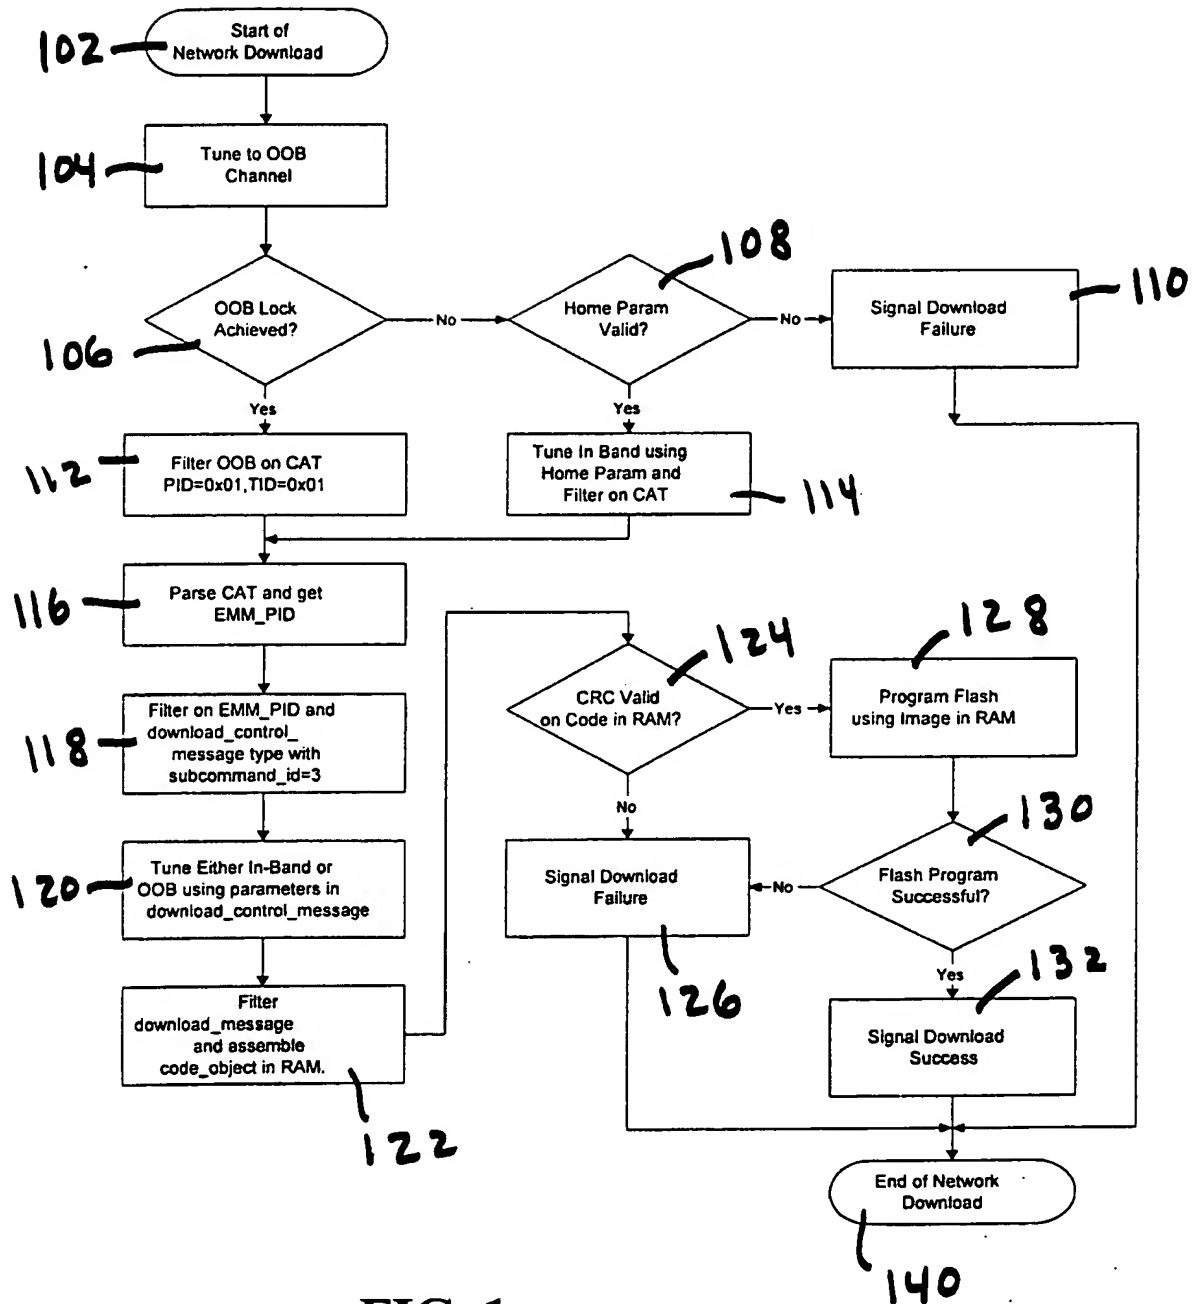 102
Start of
Network Download
104
Tune to OOB
Channel
106
OOB Lock
Achieved?
No
108
Home Param
Valid?
No
110
Signal Download
Failure
Yes
Yes
112
Filter OOB on CAT
PID=0x01,TID=0x01
Tune In Band using
Home Param and
Filter on CAT
114
116
Parse CAT and get
EMM_PID
118
Filter on EMM_PID and
download_control_
message type with
subcommand_id=3
120
Tune Either In-Band or
OOB using parameters in
download_control_message
Filter
download_message
and assemble
code_object in RAM.
122
124
CRC Valid
on Code in RAM?
Yes
128
Program Flash
using Image in RAM
No
130
Flash Program
Successful?
No
Signal Download
Failure
126
Yes
132
Signal Download
Success
End of Network
Download
140
FIG. 1